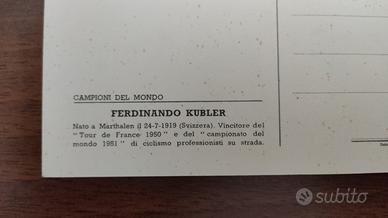 CAMPIONI DEL MONDO
FERDINANDO KUBLER
Nato a Marthalen il 24-7-1919 (Svizzera). Vincitore del
"Tour de France 1950" e del "campionato del
mondo 1951" di ciclismo professionisti su strada.
subito